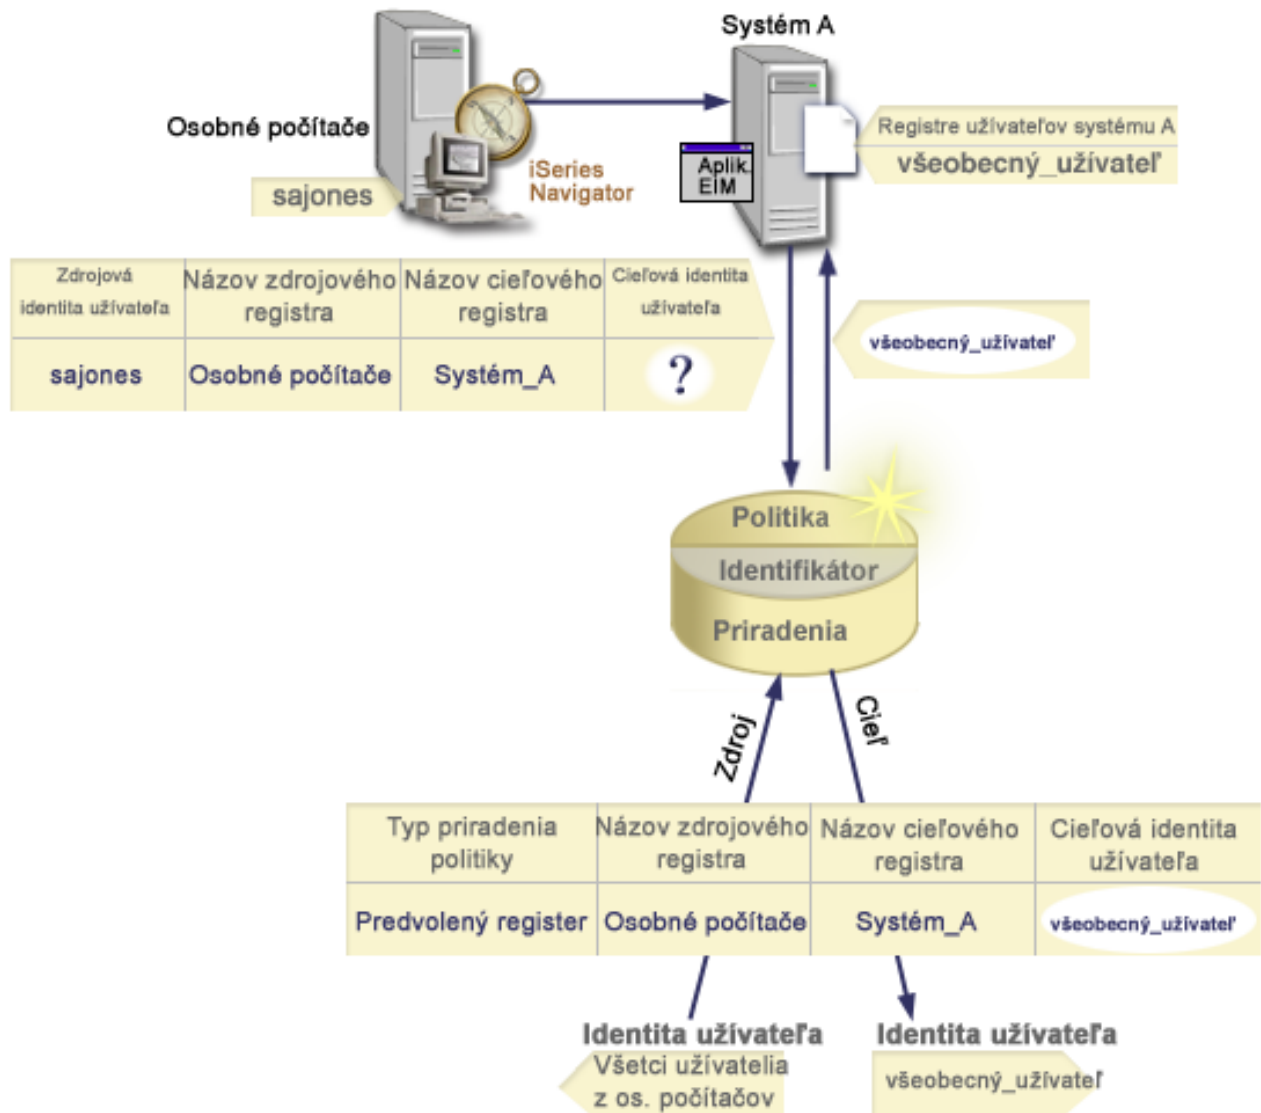 Systém A
Osobné počítače
iSeries
Navigator
sajones
Aplik.
EIM
Registre užívateľov systému A
všeobecný_užívateľ
Zdrojová
identita užívateľa
Názov zdrojového
registra
Názov cieľového
registra
Cieľová identita
užívateľa
sajones
Osobné počítače
Systém_A
?
všeobecný_užívateľ
Politika
Identifikátor
Priradenia
Zdroj
Cieľ
Typ priradenia
politiky
Názov zdrojového
registra
Názov cieľového
registra
Cieľová identita
užívateľa
Predvolený register
Osobné počítače
Systém_A
všeobecný_užívateľ
Identita užívateľa
Všetci užívatelia
z os. počítačov
Identita užívateľa
všeobecný_užívateľ